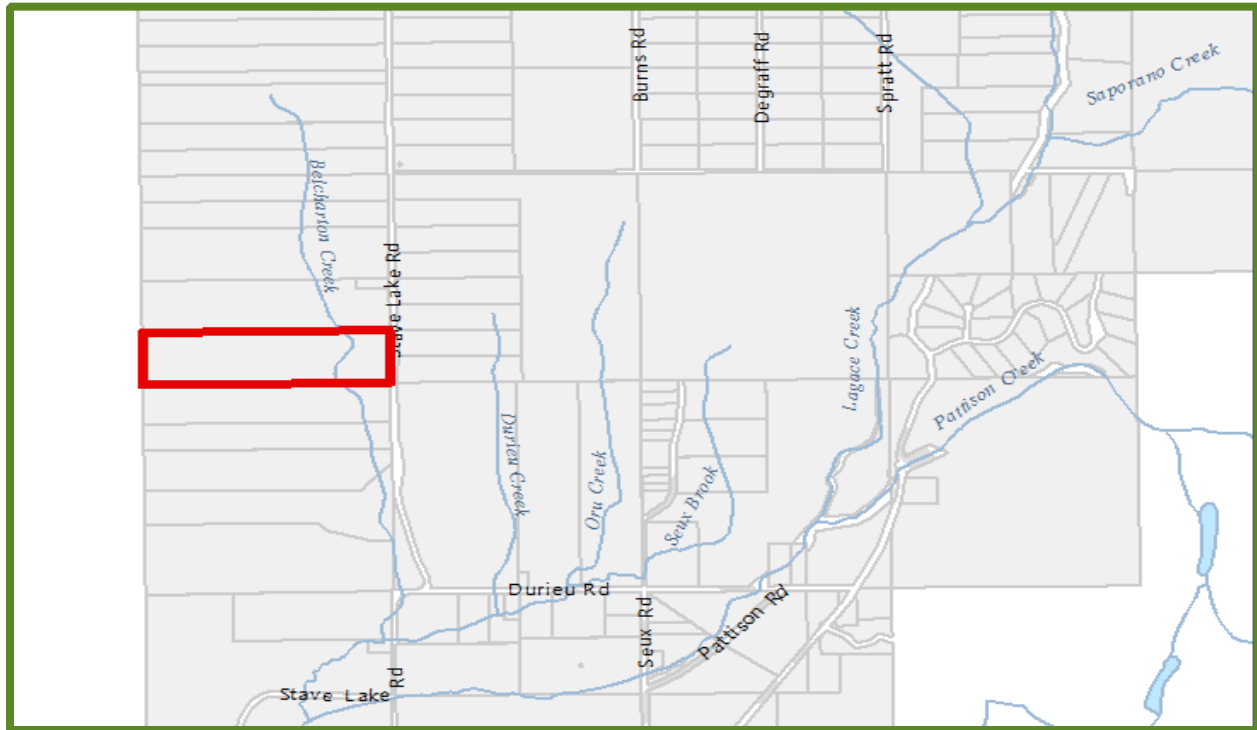 Burns Rd
Degraff Rd
Spratt Rd
Saporano Creek
Belcharton Creek
Stave Lake Rd
Lagace Creek
Pattison Creek
Durieu Creek
Oru Creek
Seux Brook
Durieu Rd
Seux Rd
Pattison Rd
Stave Lake Rd